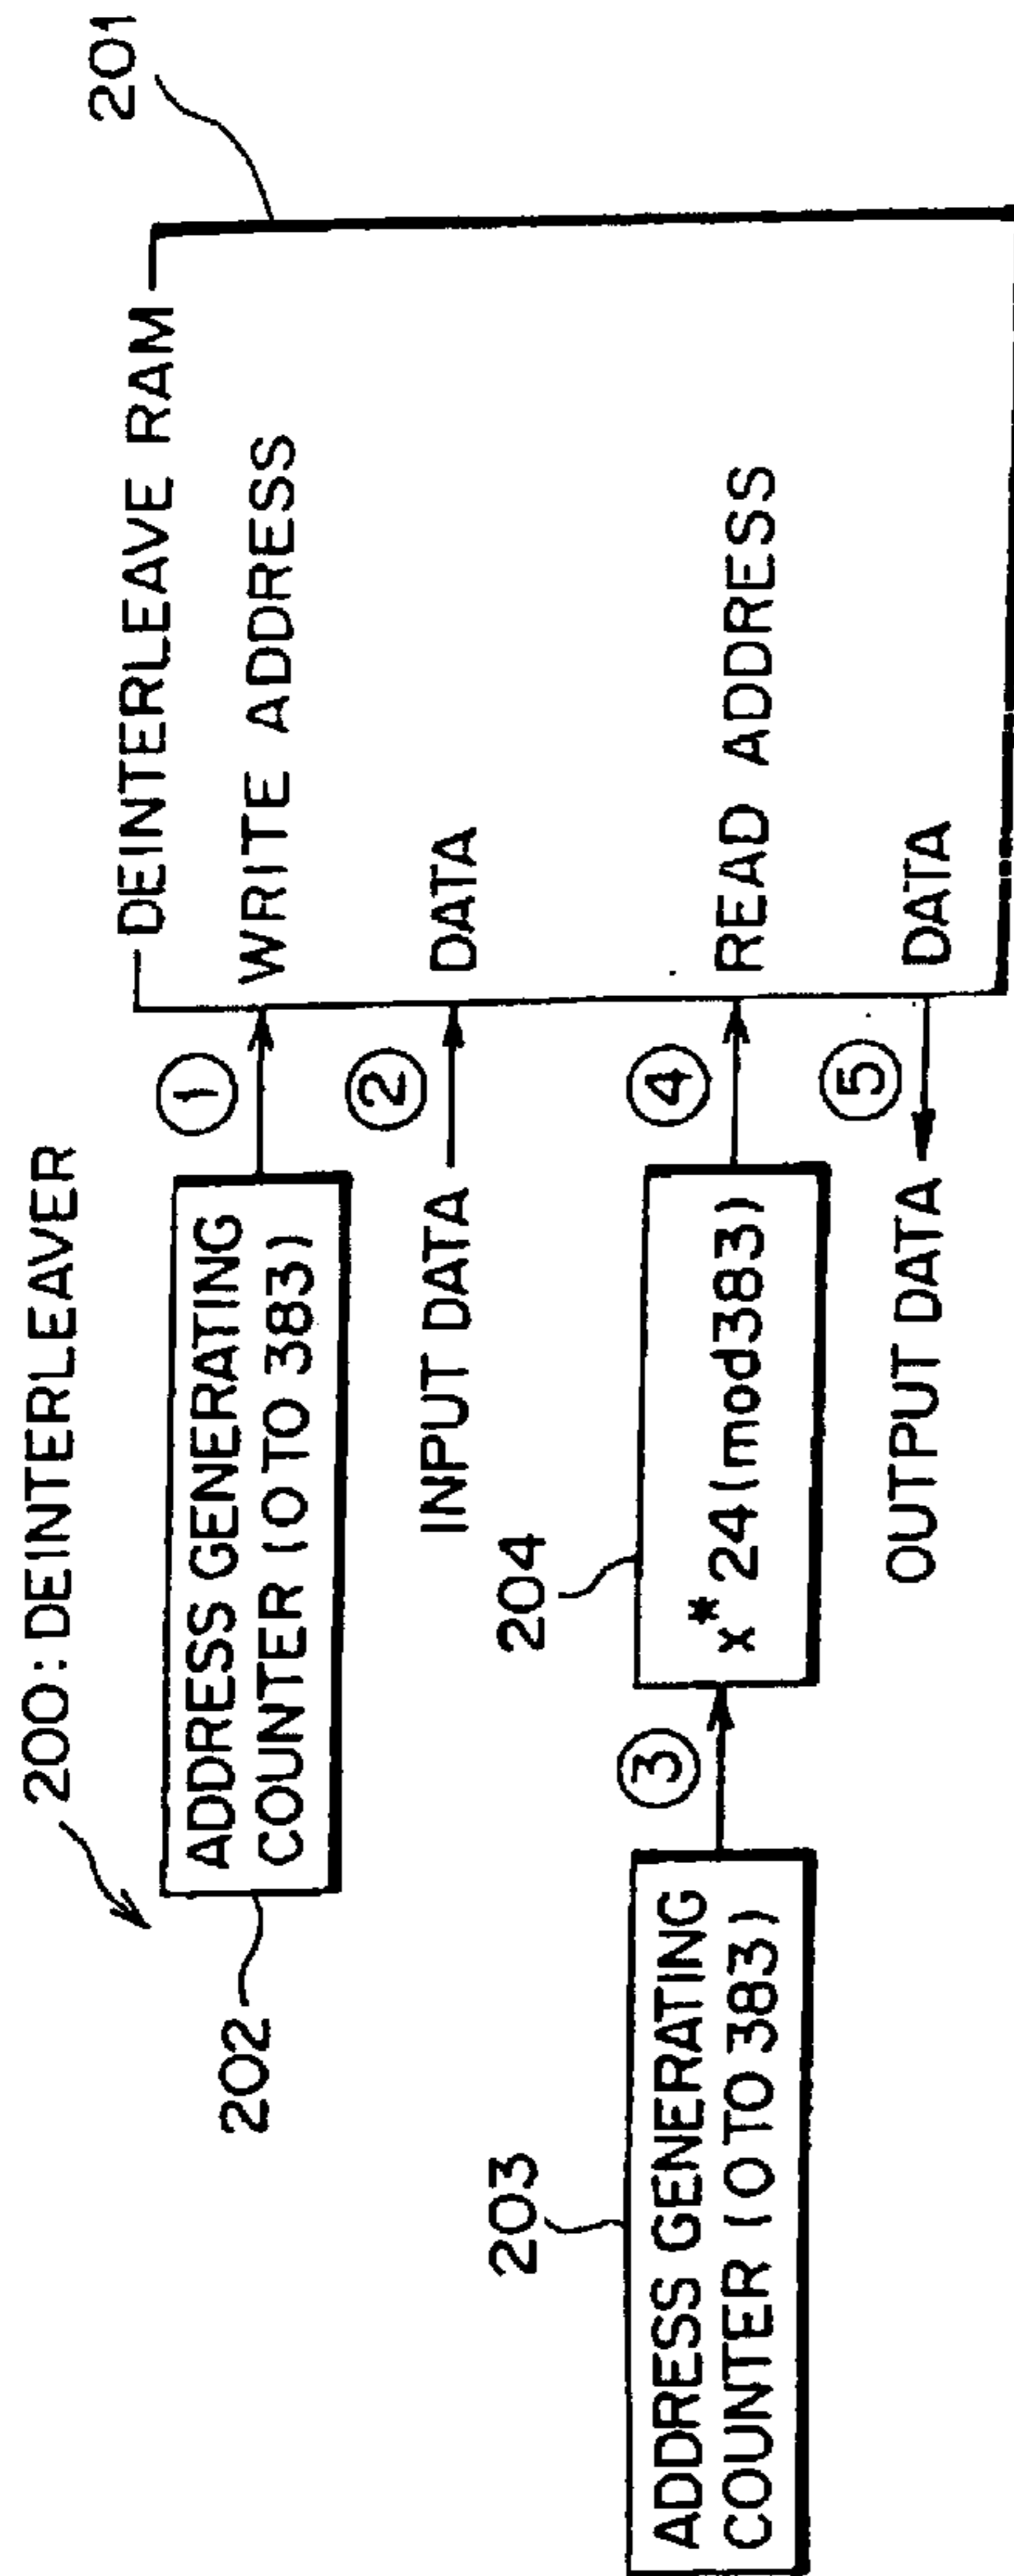 200: DEINTERLEAVER
201
DEINTERLEAVE RAM
202
ADDRESS GENERATING
COUNTER (0 TO 383)
①
WRITE ADDRESS
INPUT DATA
②
DATA
203
ADDRESS GENERATING
COUNTER (0 TO 383)
③
204
x*24(mod383)
④
READ ADDRESS
OUTPUT DATA
⑤
DATA